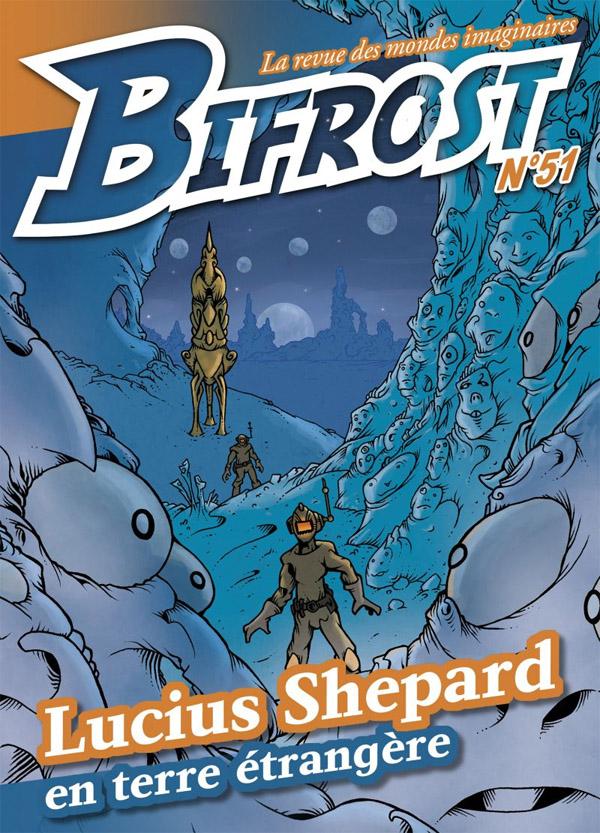 La revue des mondes imaginaires
BIFROST
N°51
Lucius Shepard
en terre étrangère